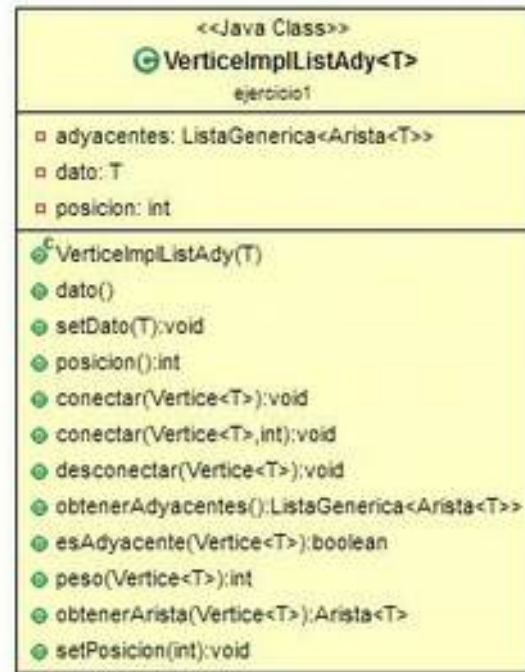 <<Java Class>>
VerticeImplListAdy<T>
ejercicio1
adyacentes: ListaGenerica<Arista<T>>
dato: T
posicion: int
VerticeImplListAdy(T)
dato()
setDato(T):void
posicion():int
conectar(Vertice<T>):void
conectar(Vertice<T>,int):void
desconectar(Vertice<T>):void
obtenerAdyacentes():ListaGenerica<Arista<T>>
esAdyacente(Vertice<T>):boolean
peso(Vertice<T>):int
obtenerArista(Vertice<T>):Arista<T>
setPosicion(int):void